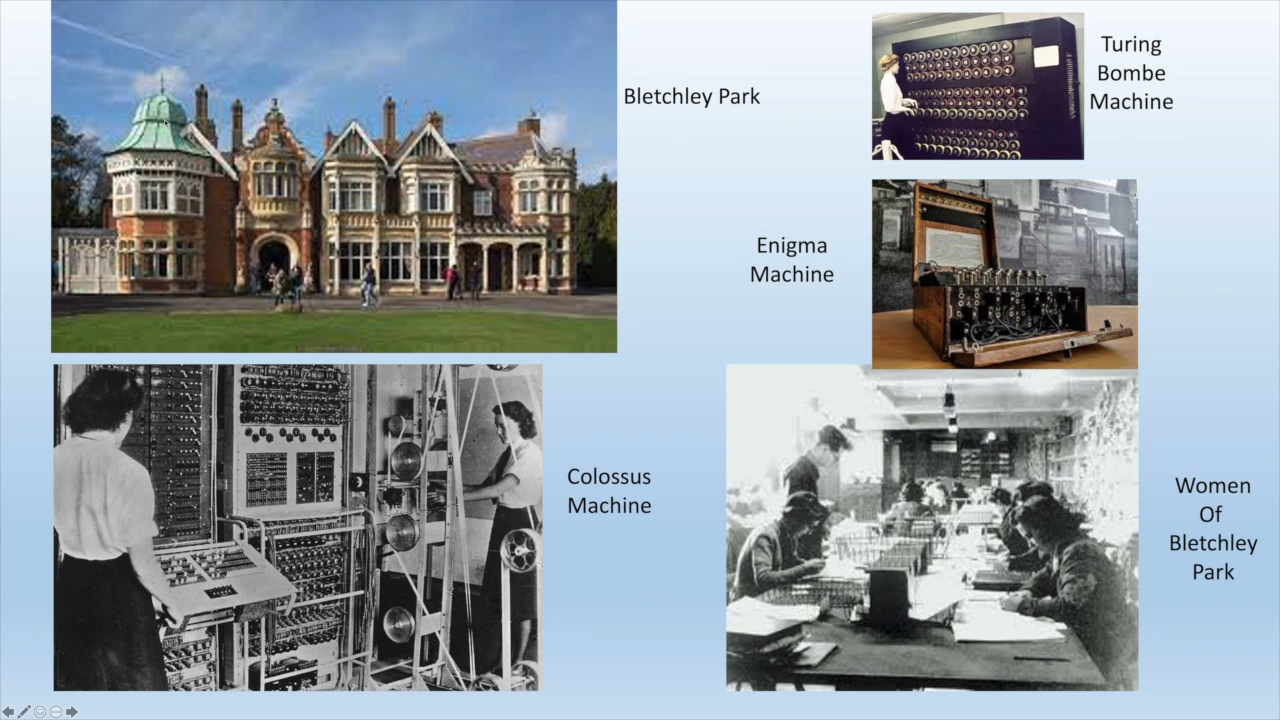 Bletchley Park
Turing
Bombe
Machine
Enigma
Machine
Colossus
Machine
Women
Of
Bletchley
Park